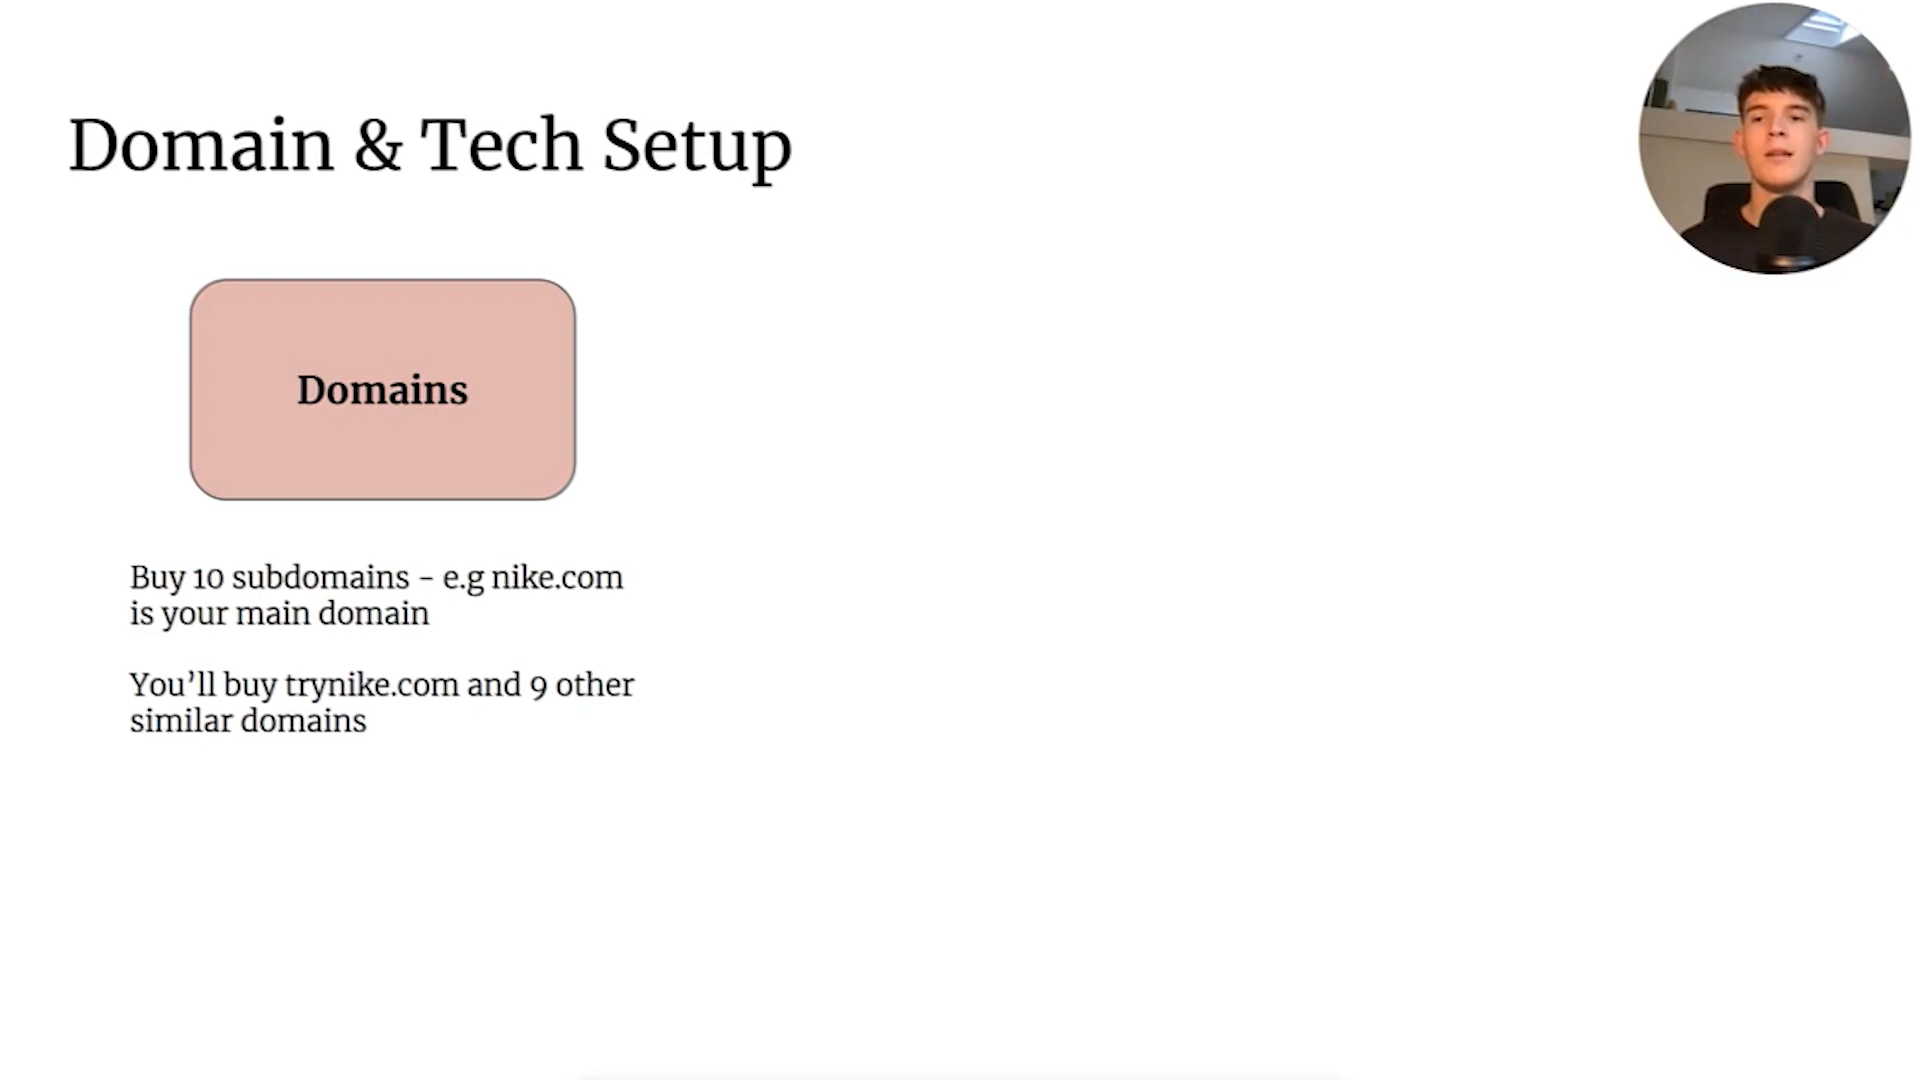 Domain & Tech Setup
Domains
Buy 10 subdomains - e.g nike.com
is your main domain
You’ll buy trynike.com and 9 other
similar domains